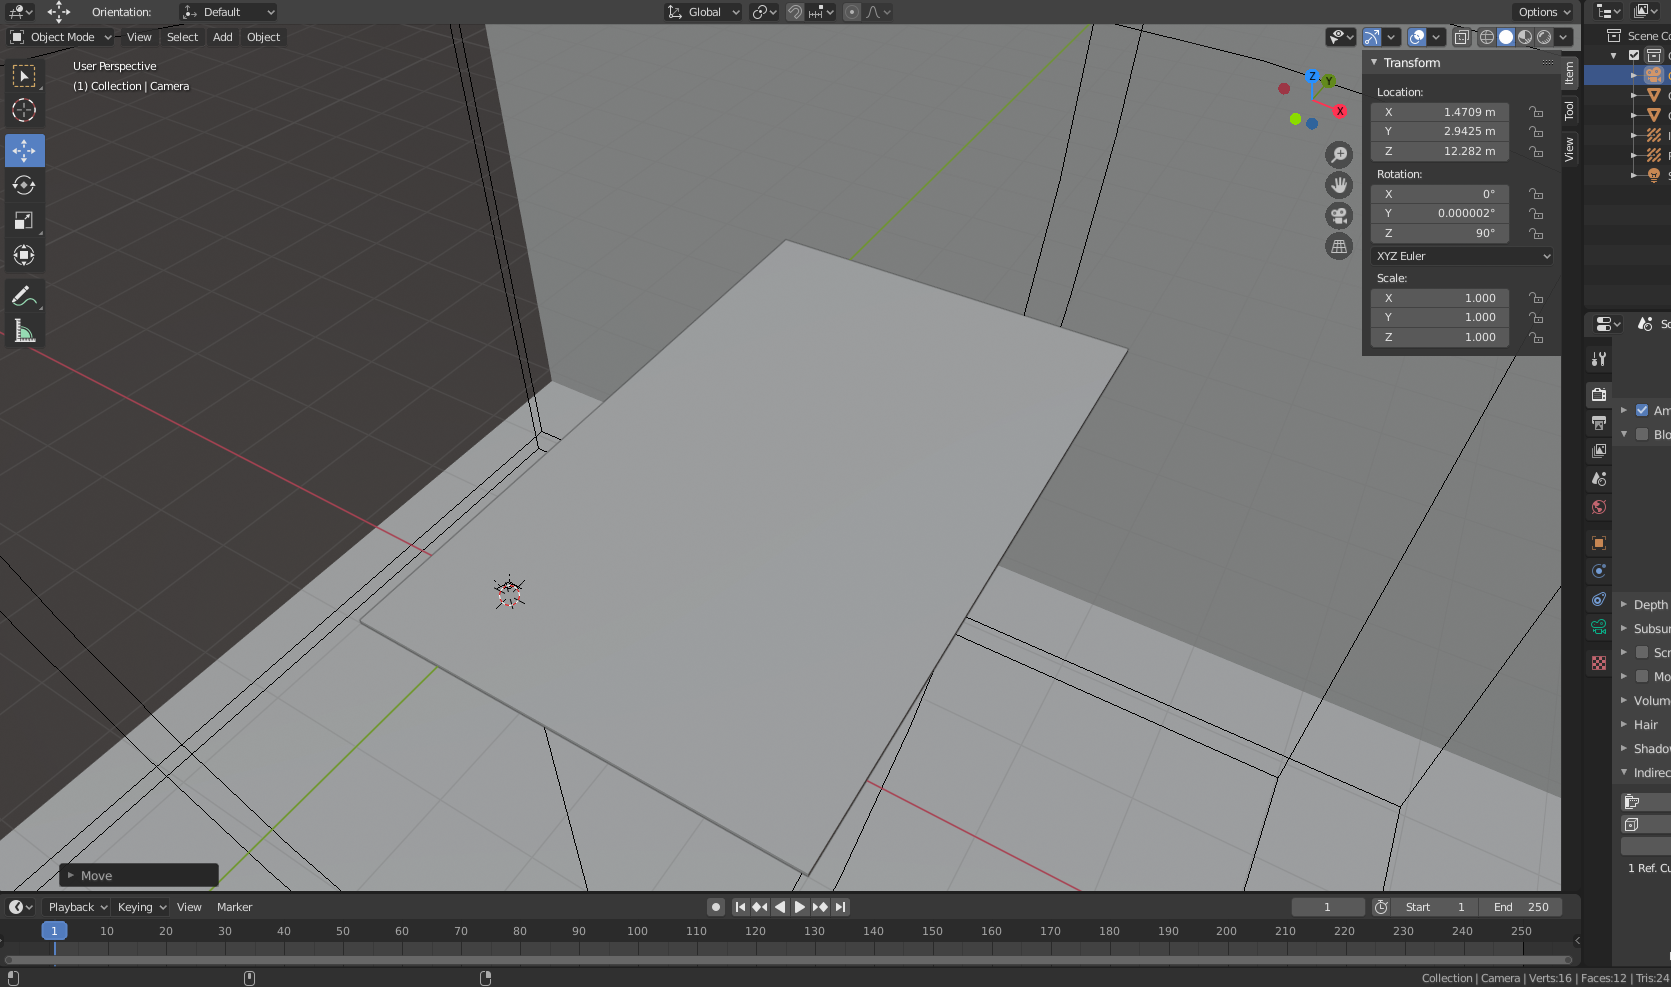 Orientation: Default Global Options
Object Mode View Select Add Object
User Perspective
(1) Collection | Camera
Z
Y
X
Transform
Location:
X 1.4709 m
Y 2.9425 m
Z 12.282 m
Rotation:
X 0°
Y 0.000002°
Z 90°
XYZ Euler
Scale:
X 1.000
Y 1.000
Z 1.000
Item
Tool
View
Scene Co
Sc
Am
Blo
Depth
Subsur
Scr
Mo
Volum
Hair
Shado
Indirec
1 Ref. Cu
Move
Playback Keying View Marker 1 Start 1 End 250
1 10 20 30 40 50 60 70 80 90 100 110 120 130 140 150 160 170 180 190 200 210 220 230 240 250
Collection | Camera | Verts:16 | Faces:12 | Tris:24